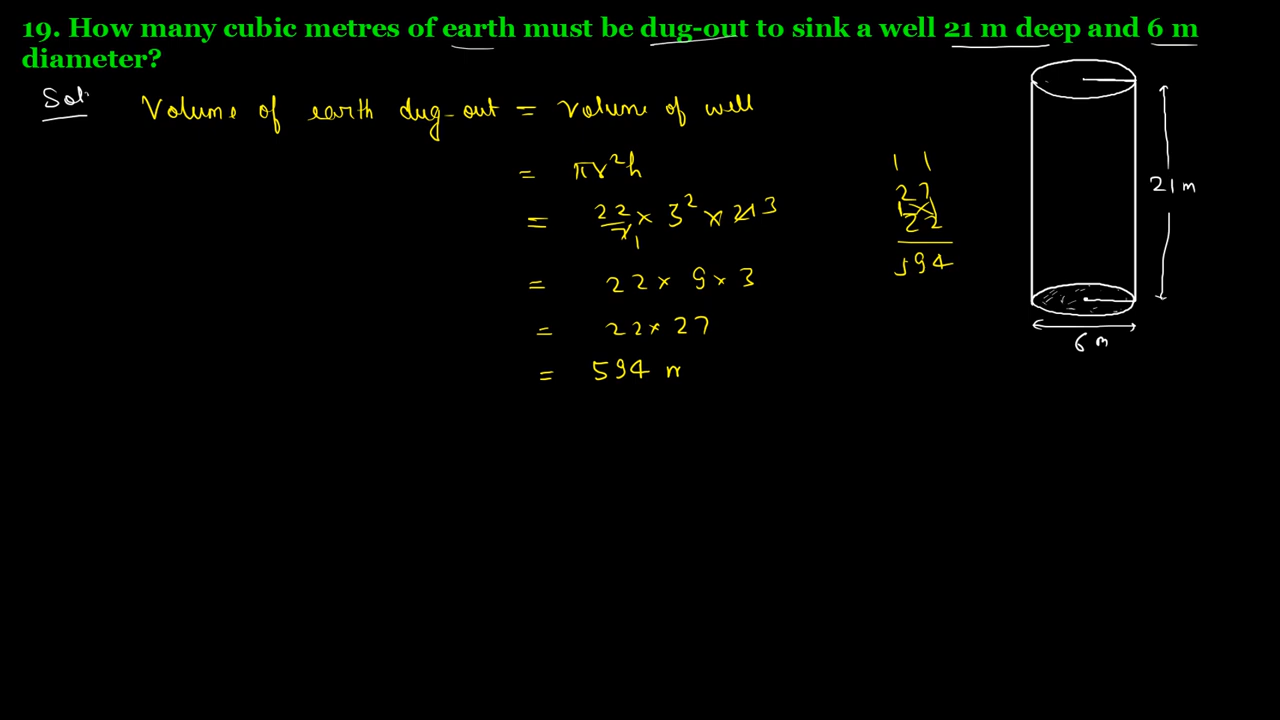 19. How many cubic metres of earth must be dug-out to sink a well 21 m deep and 6 m
diameter?
Sol:
Volume of earth dug-out = volume of well
= πr²h
= 22/7 1 × 3² × 21 3
= 22 × 9 × 3
= 22 × 27
= 594 m
1 1
27
22
594
21 m
6 m